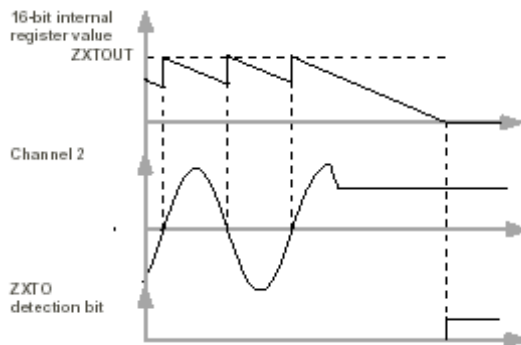 16-bit internal
register value
ZXTOUT
Channel 2
ZXTO
detection bit